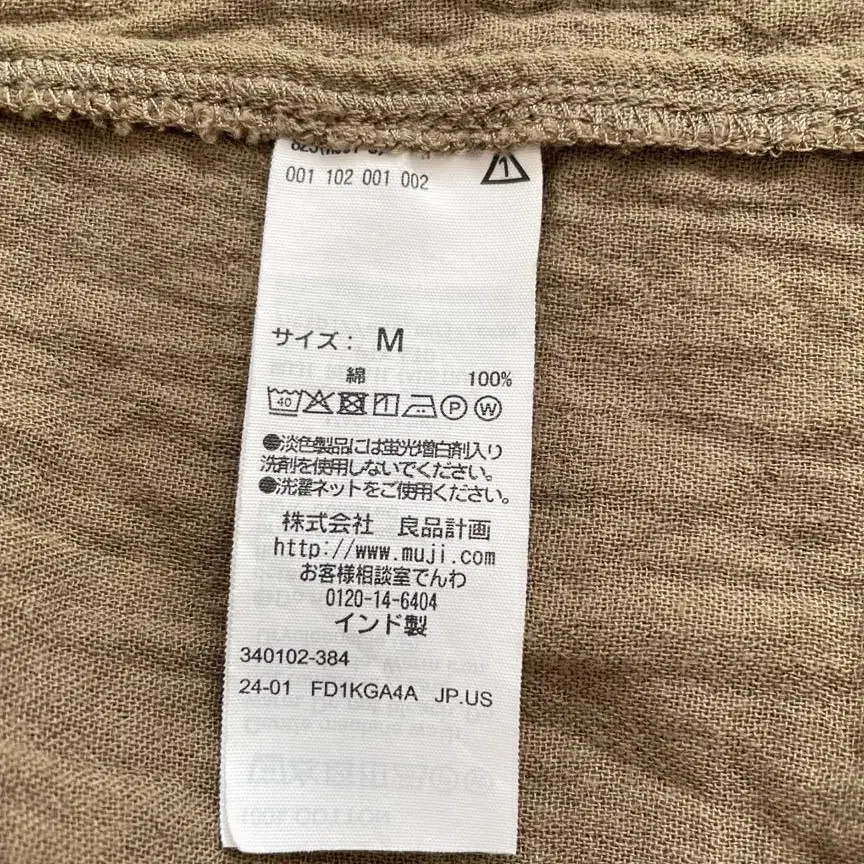 001 102 001 002
サイズ： M
綿 100%
40 P W
●淡色製品には蛍光増白剤入り
洗剤を使用しないでください。
●洗濯ネットをご使用ください。
株式会社 良品計画
http://www.muji.com
お客様相談室でんわ
0120-14-6404
インド製
340102-384
24-01 FD1KGA4A JP.US